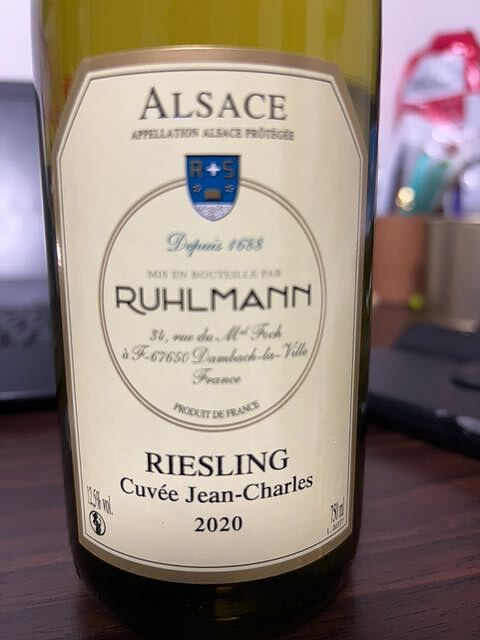 ALSACE
APPELLATION ALSACE PROTÉGÉE
R S
Depuis 1688
MIS EN BOUTEILLE PAR
RUHLMANN
34, rue du Mal Foch
à F-67650 Dambach-la-Ville
France
PRODUIT DE FRANCE
RIESLING
Cuvée Jean-Charles
2020
12,5% vol.
750 ml